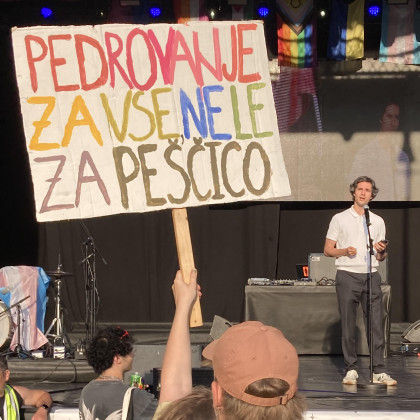 PEDROVANJE
ZA VSE, NE LE
ZA PEŠČICO